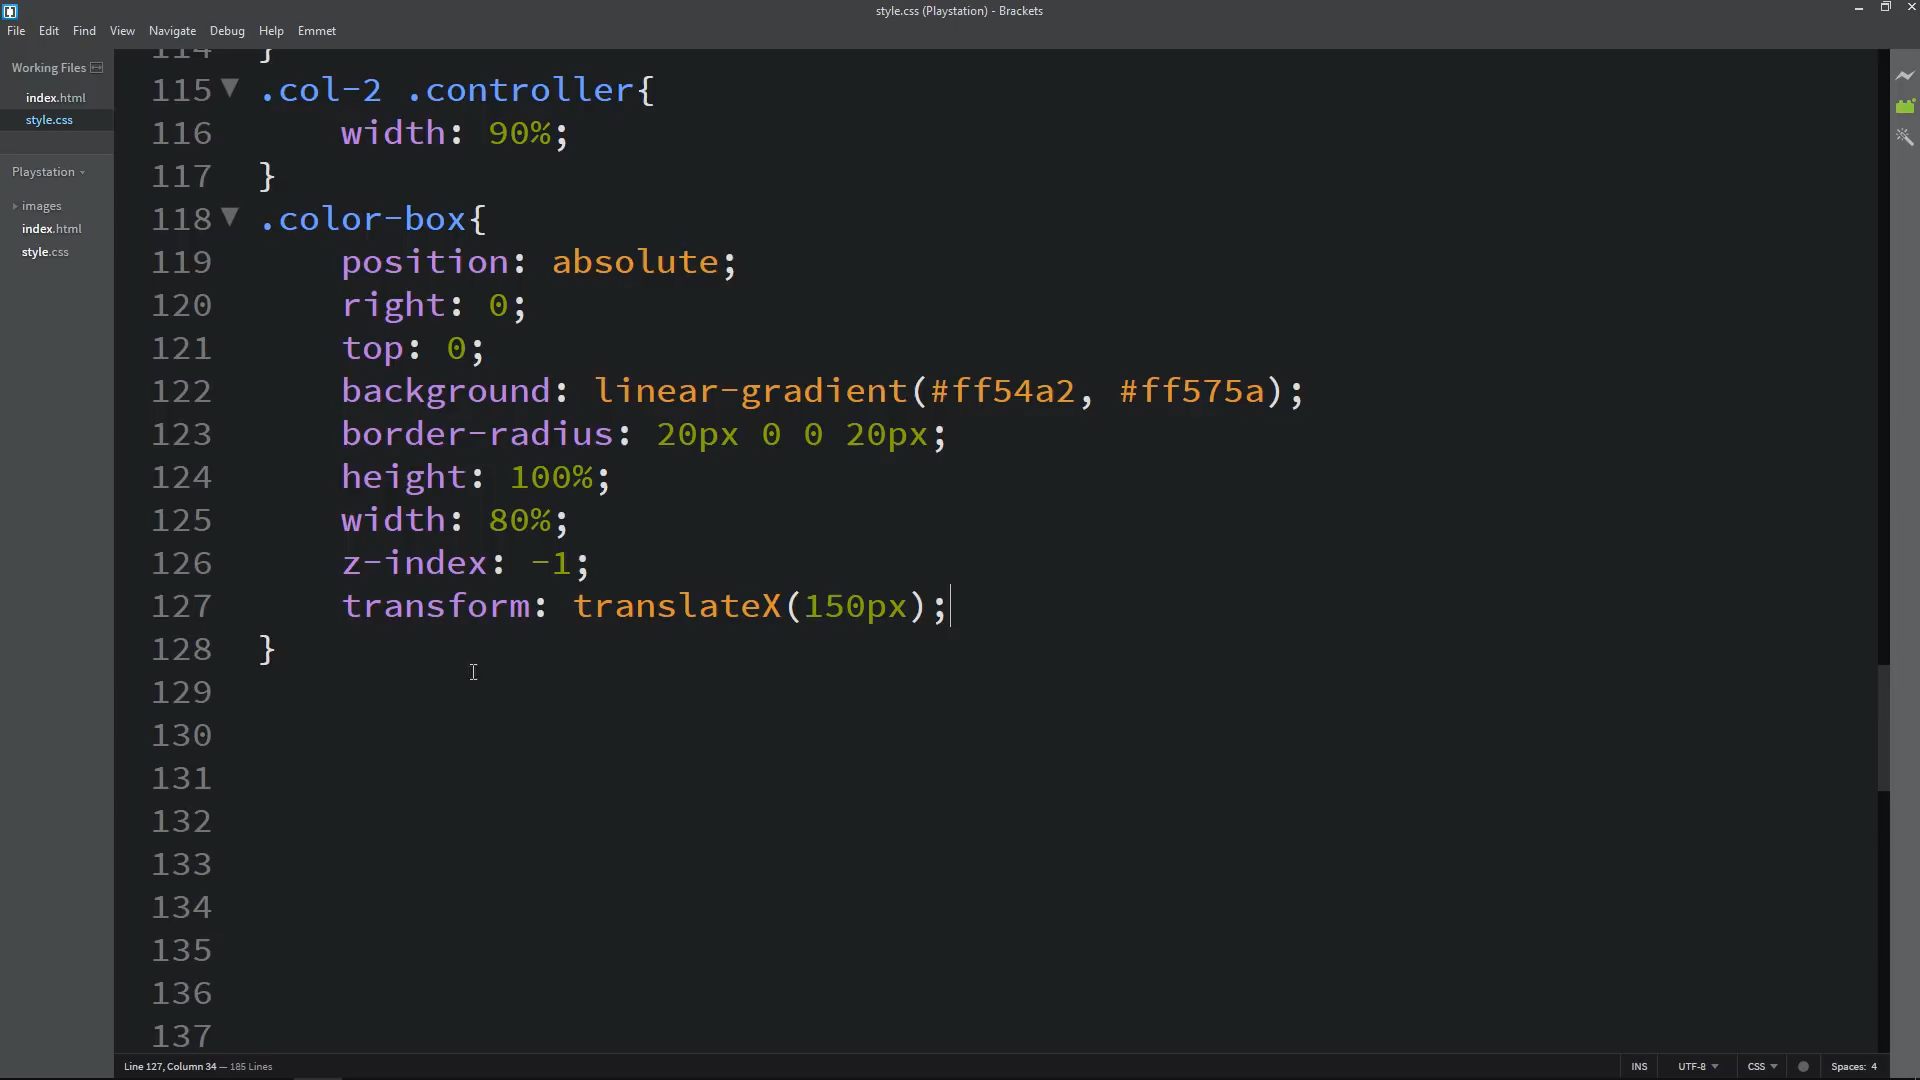 style.css (Playstation) - Brackets
File Edit Find View Navigate Debug Help Emmet
Working Files
index.html
style.css
Playstation
images
index.html
style.css
114 }
115 .col-2 .controller{
116 width: 90%;
117 }
118 .color-box{
119 position: absolute;
120 right: 0;
121 top: 0;
122 background: linear-gradient(#ff54a2, #ff575a);
123 border-radius: 20px 0 0 20px;
124 height: 100%;
125 width: 80%;
126 z-index: -1;
127 transform: translateX(150px);
128 }
129
130
131
132
133
134
135
136
137
Line 127, Column 34 — 185 Lines
INS UTF-8 CSS Spaces: 4